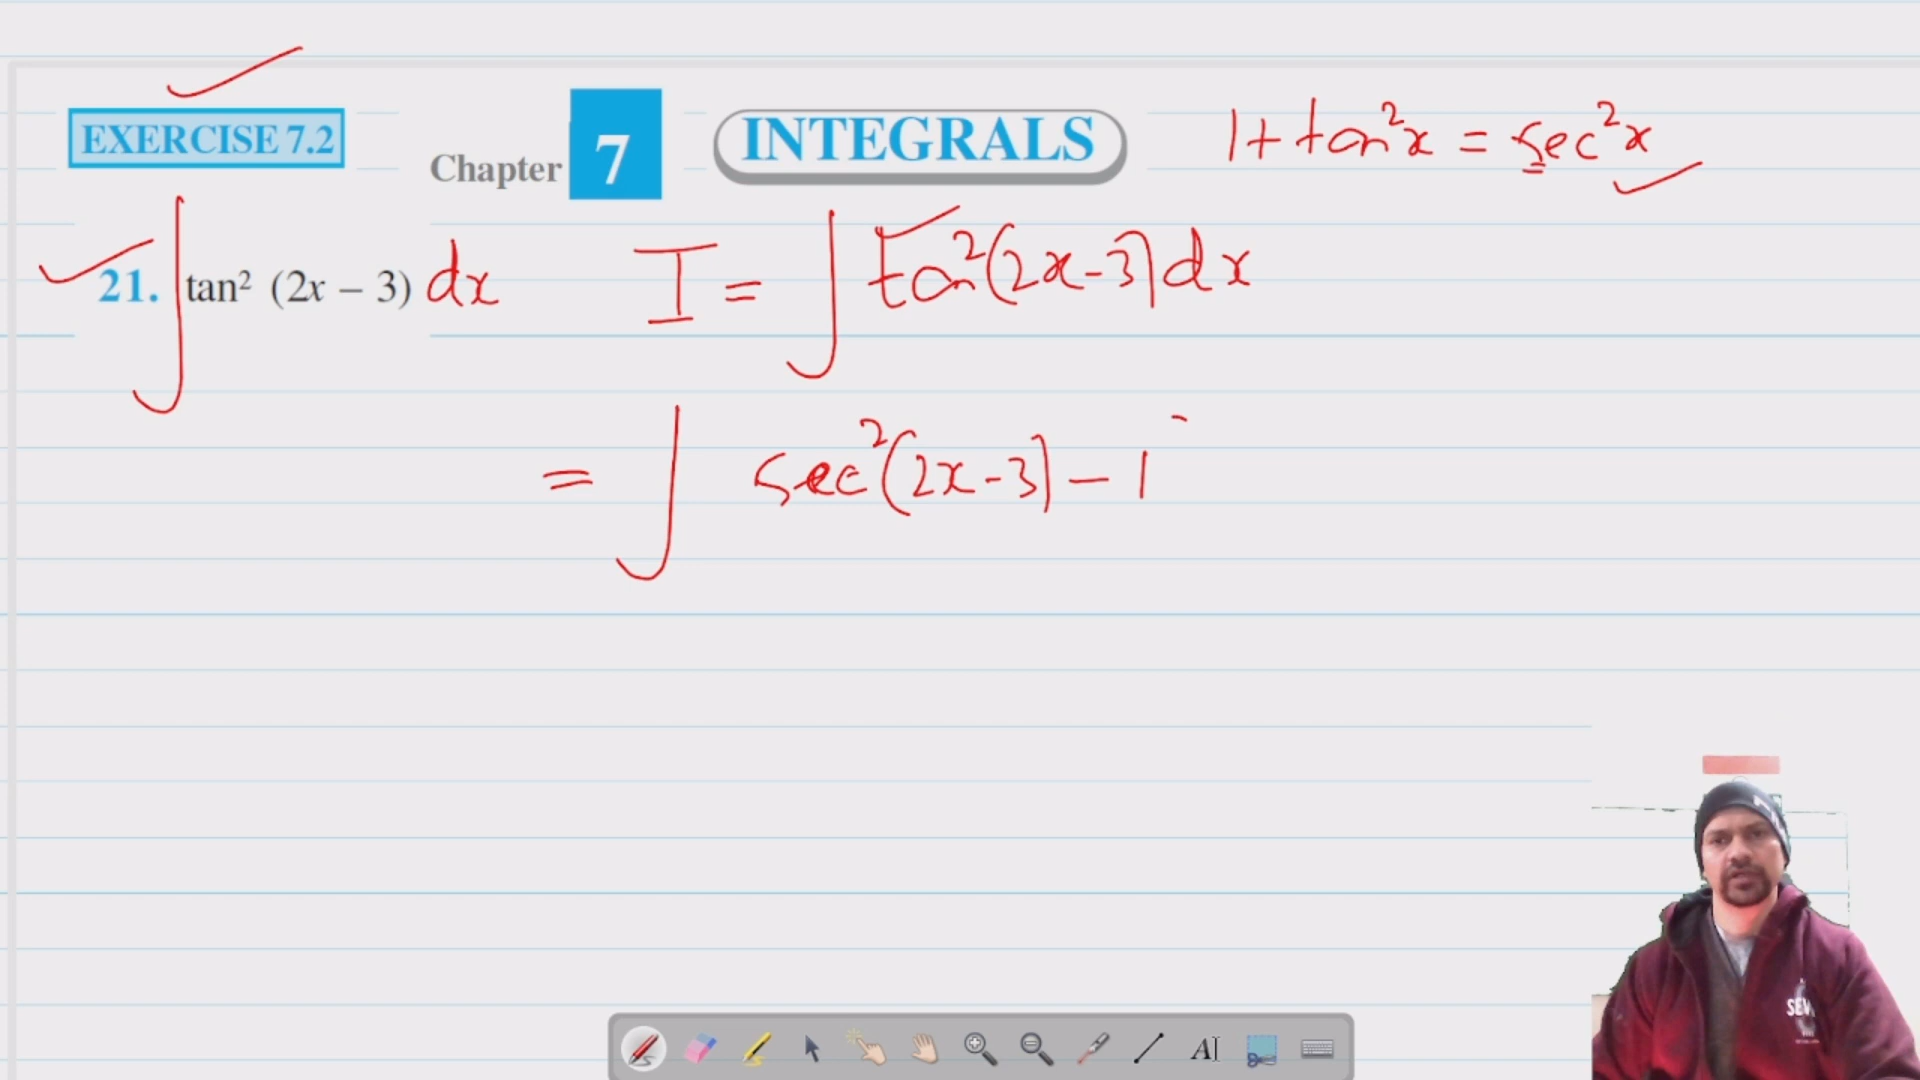 EXERCISE 7.2
Chapter 7 INTEGRALS
1 + tan²x = sec²x
21. ∫ tan² (2x – 3) dx
I = ∫ tan²(2x-3) dx
= ∫ sec²(2x-3) - 1
AI